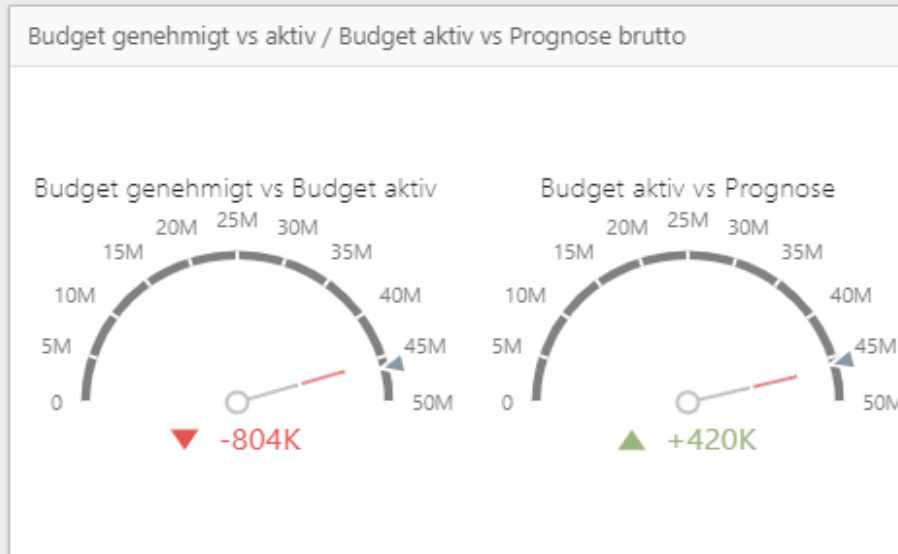 Budget genehmigt vs aktiv / Budget aktiv vs Prognose brutto
Budget genehmigt vs Budget aktiv
0
5M
10M
15M
20M
25M
30M
35M
40M
45M
50M
-804K
Budget aktiv vs Prognose
0
5M
10M
15M
20M
25M
30M
35M
40M
45M
50M
+420K